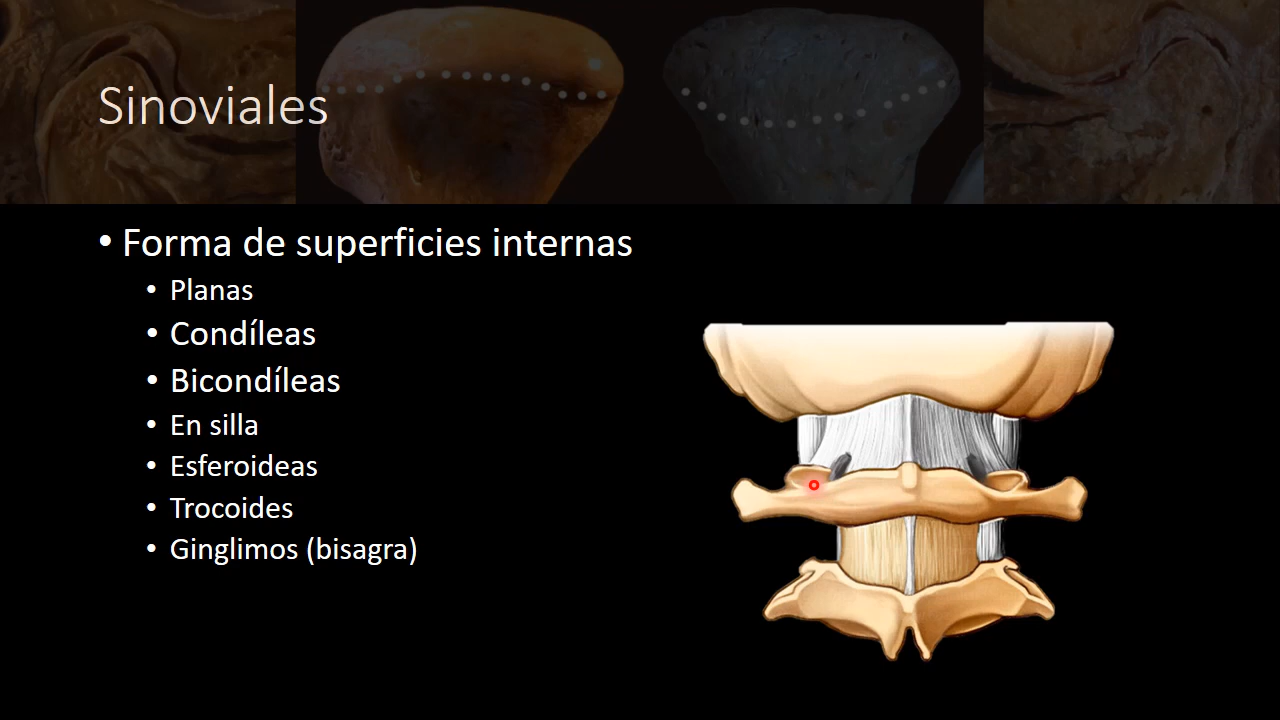 Sinoviales
• Forma de superficies internas
• Planas
• Condíleas
• Bicondíleas
• En silla
• Esferoideas
• Trocoides
• Ginglimos (bisagra)